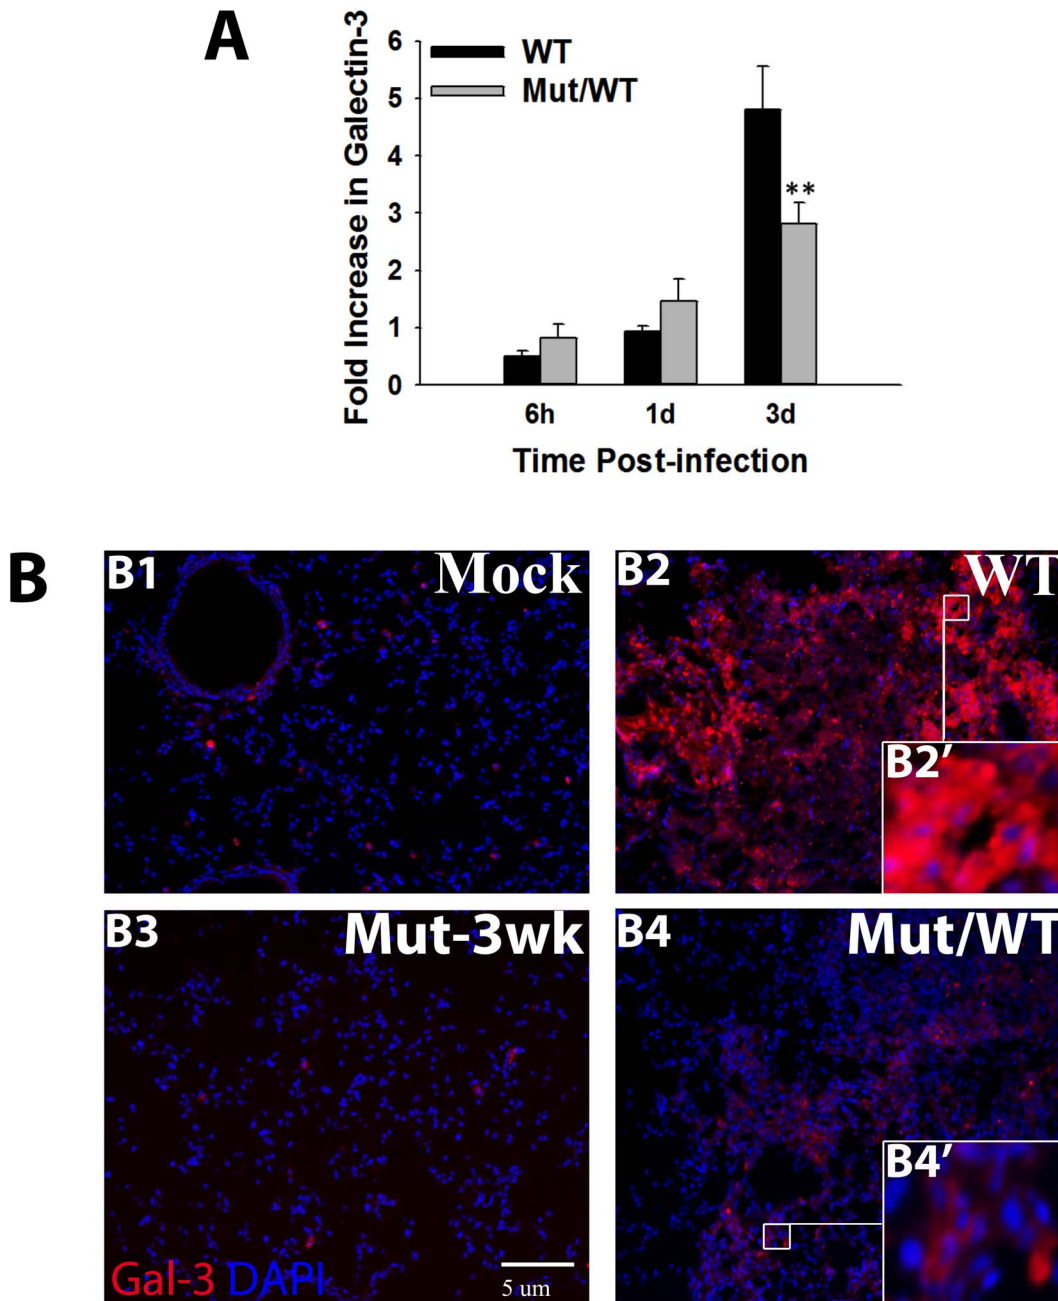 A
Fold Increase in Galectin-3
6
5
4
3
2
1
0
WT
Mut/WT
**
6h 1d 3d
Time Post-infection
B
B1 Mock
B2 WT
B2′
B3 Mut-3wk
B4 Mut/WT
B4′
Gal-3 DAPI
5 um